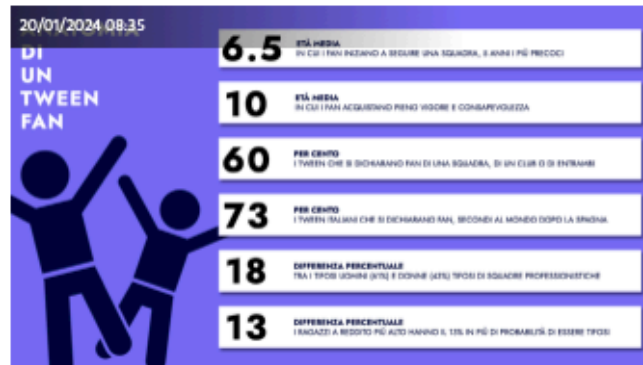 20/01/2024 08:35
ANATOMIA
DI
UN
TWEEN
FAN
6.5
ETÀ MEDIA
IN CUI I FAN INIZIANO A SEGUIRE UNA SQUADRA, 5 ANNI I PIÙ PRECOCI
10
ETÀ MEDIA
IN CUI I FAN ACQUISTANO PIENO VIGORE E CONSAPEVOLEZZA
60
PER CENTO
I TWEEN CHE SI DICHIARANO FAN DI UNA SQUADRA, DI UN CLUB O DI ENTRAMBI
73
PER CENTO
I TWEEN ITALIANI CHE SI DICHIARANO FAN, SECONDI AL MONDO DOPO LA SPAGNA
18
DIFFERENZA PERCENTUALE
TRA I TIFOSI UOMINI (61%) E DONNE (43%) TIFOSI DI SQUADRE PROFESSIONISTICHE
13
DIFFERENZA PERCENTUALE
I RAGAZZI A REDDITO PIÙ ALTO HANNO IL 13% IN PIÙ DI PROBABILITÀ DI ESSERE TIFOSI